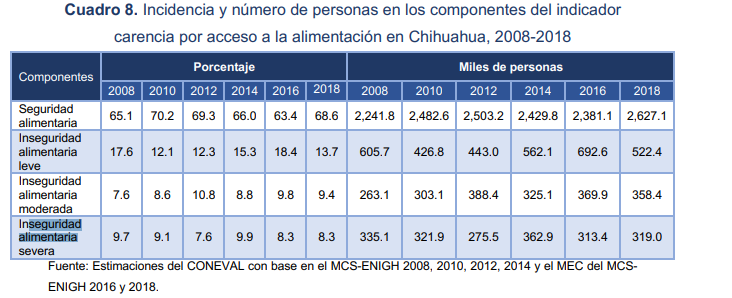 Cuadro 8. Incidencia y número de personas en los componentes del indicador
carencia por acceso a la alimentación en Chihuahua, 2008-2018
Componentes Porcentaje Miles de personas
2008 2010 2012 2014 2016 2018 2008 2010 2012 2014 2016 2018
Seguridad
alimentaria 65.1 70.2 69.3 66.0 63.4 68.6 2,241.8 2,482.6 2,503.2 2,429.8 2,381.1 2,627.1
Inseguridad
alimentaria
leve 17.6 12.1 12.3 15.3 18.4 13.7 605.7 426.8 443.0 562.1 692.6 522.4
Inseguridad
alimentaria
moderada 7.6 8.6 10.8 8.8 9.8 9.4 263.1 303.1 388.4 325.1 369.9 358.4
Inseguridad
alimentaria
severa 9.7 9.1 7.6 9.9 8.3 8.3 335.1 321.9 275.5 362.9 313.4 319.0
Fuente: Estimaciones del CONEVAL con base en el MCS-ENIGH 2008, 2010, 2012, 2014 y el MEC del MCS-
ENIGH 2016 y 2018.